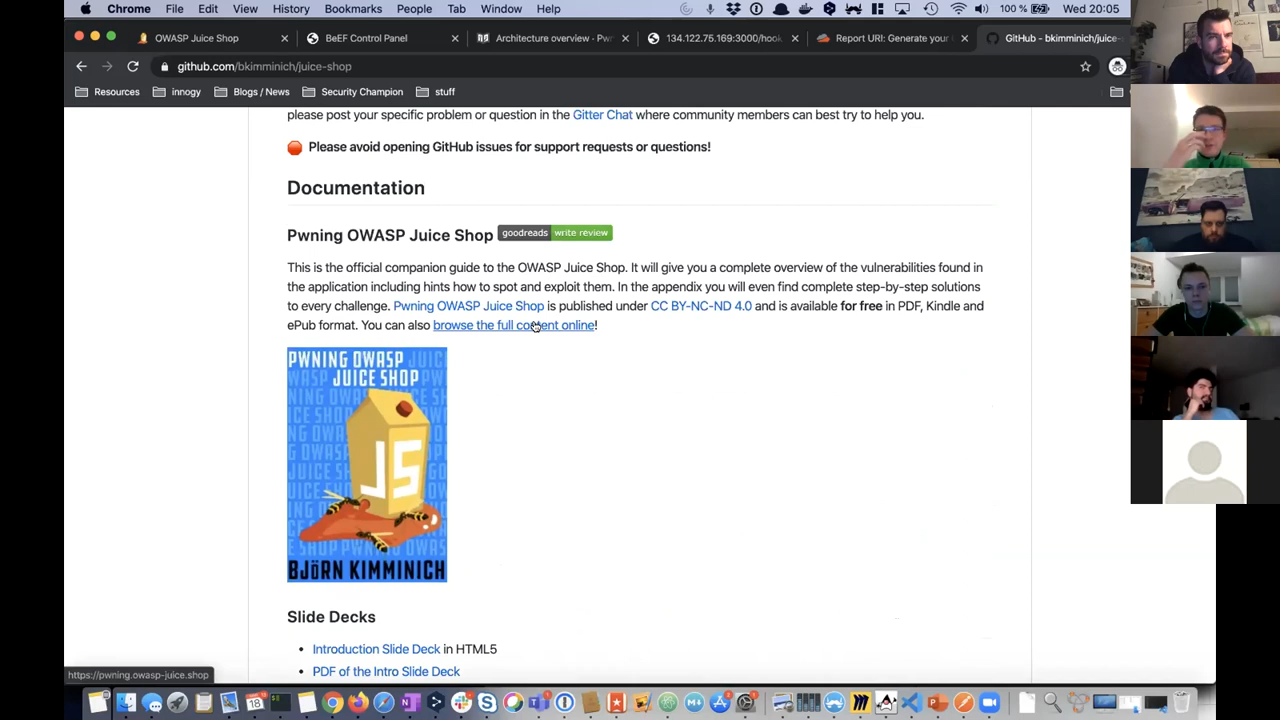 Chrome File Edit View History Bookmarks People Tab Window Help 100 % Wed 20:05
OWASP Juice Shop
BeEF Control Panel
Architecture overview - Pwn
134.122.75.169:3000/hook
Report URI: Generate your
GitHub - bkimminich/juice-s
github.com/bkimminich/juice-shop
Resources innogy Blogs / News Security Champion stuff
please post your specific problem or question in the Gitter Chat where community members can best try to help you.
Please avoid opening GitHub issues for support requests or questions!
Documentation
Pwning OWASP Juice Shop goodreads write review
This is the official companion guide to the OWASP Juice Shop. It will give you a complete overview of the vulnerabilities found in
the application including hints how to spot and exploit them. In the appendix you will even find complete step-by-step solutions
to every challenge. Pwning OWASP Juice Shop is published under CC BY-NC-ND 4.0 and is available for free in PDF, Kindle and
ePub format. You can also browse the full content online!
PWNING OWASP
JUICE SHOP
JS
BJÖRN KIMMINICH
Slide Decks
• Introduction Slide Deck in HTML5
• PDF of the Intro Slide Deck
https://pwning.owasp-juice.shop